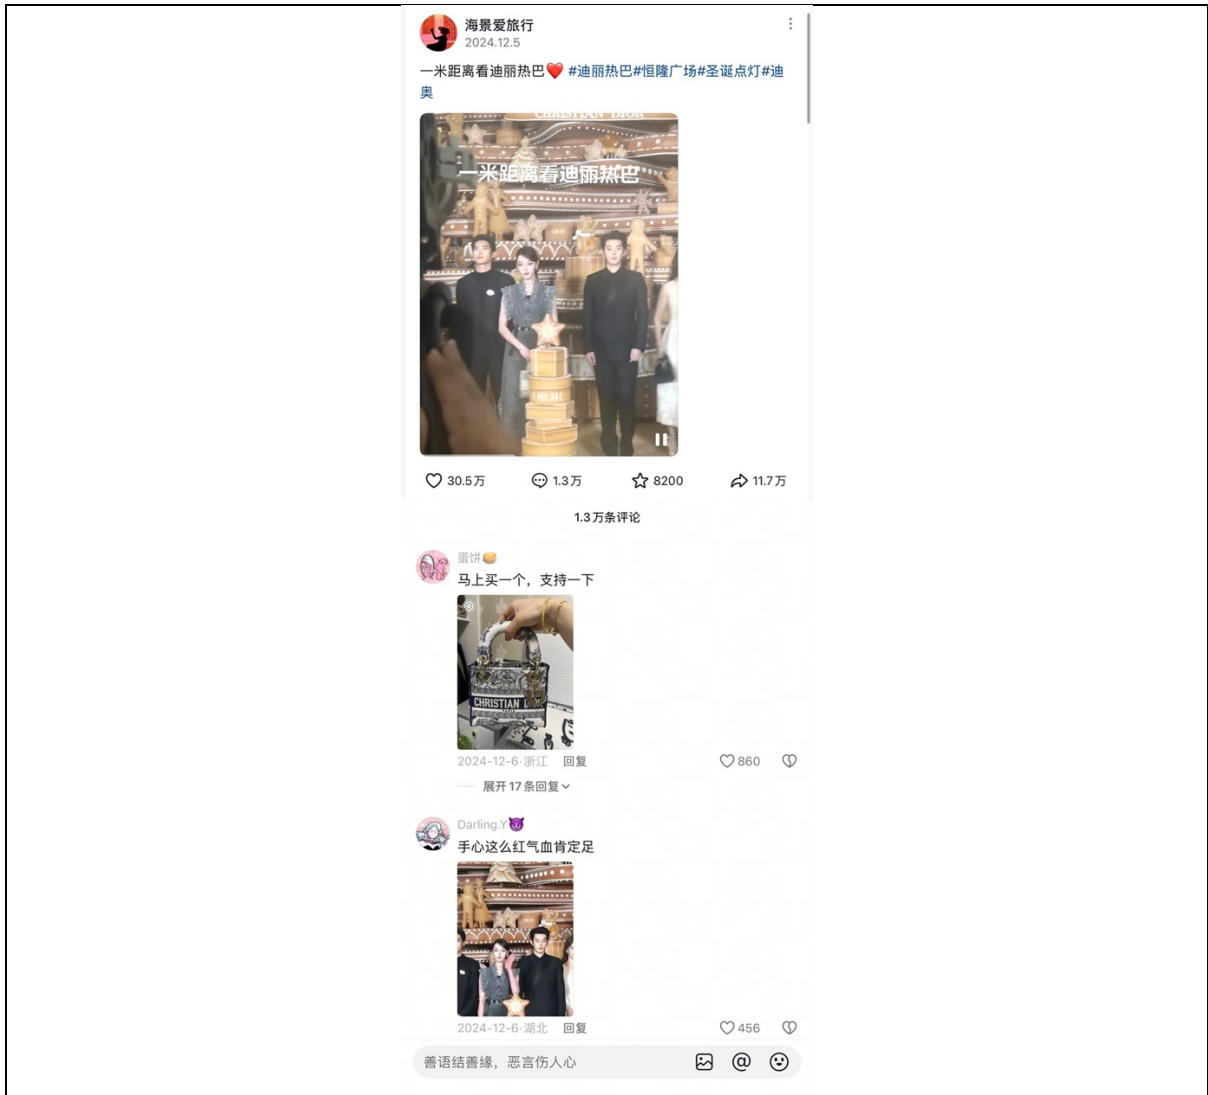 海景爱旅行
2024.12.5
一米距离看迪丽热巴❤️ #迪丽热巴#恒隆广场#圣诞点灯#迪
奥
CHRISTIAN DIOR
一米距离看迪丽热巴
DIOR
30.5万 1.3万 8200 11.7万
1.3万条评论
蛋饼
马上买一个，支持一下
CHRISTIAN DIOR
2024-12-6·浙江 回复 860
展开17条回复
Darling.Y😈
手心这么红气血肯定足
2024-12-6·湖北 回复 456
善语结善缘，恶言伤人心